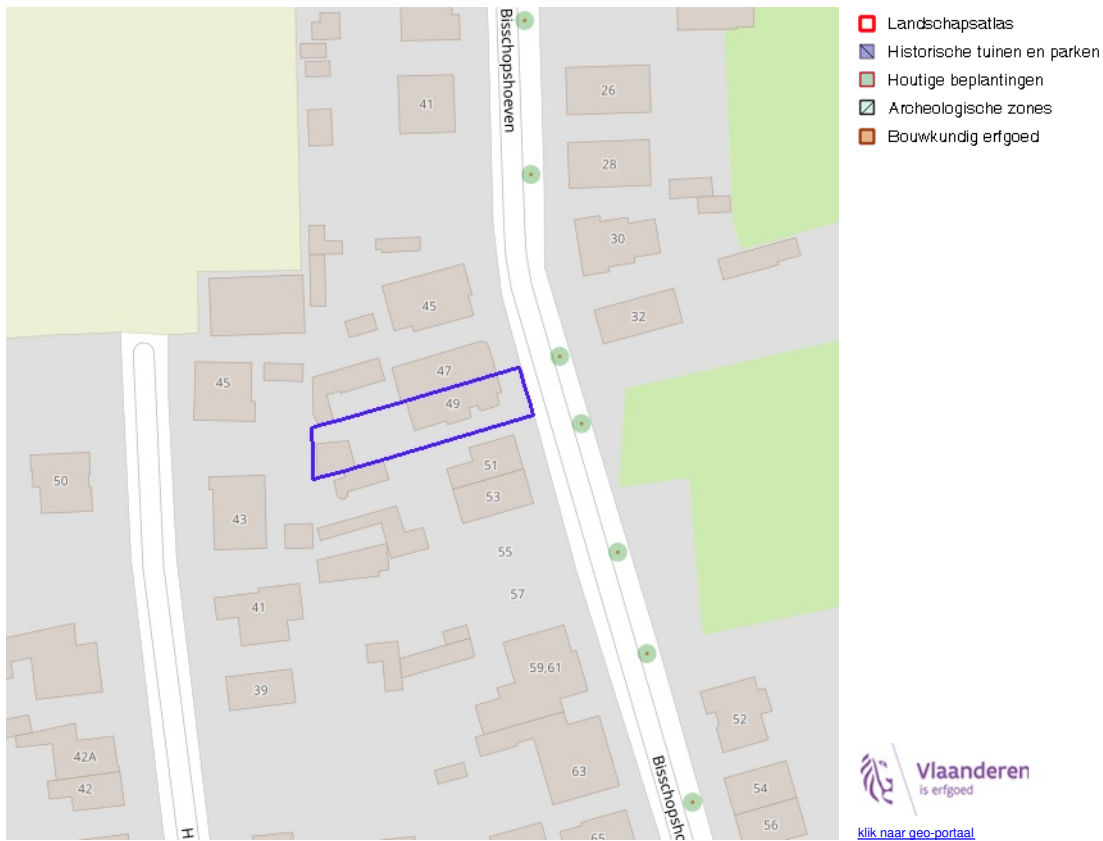 Bisschopshoeven
41
26
28
30
45
32
47
49
45
51
53
50
43
55
57
41
59,61
39
52
42A
42
63
54
56
65
Bisschopsho
H
Landschapsatlas
Historische tuinen en parken
Houtige beplantingen
Archeologische zones
Bouwkundig erfgoed
Vlaanderen
is erfgoed
klik naar geo-portaal